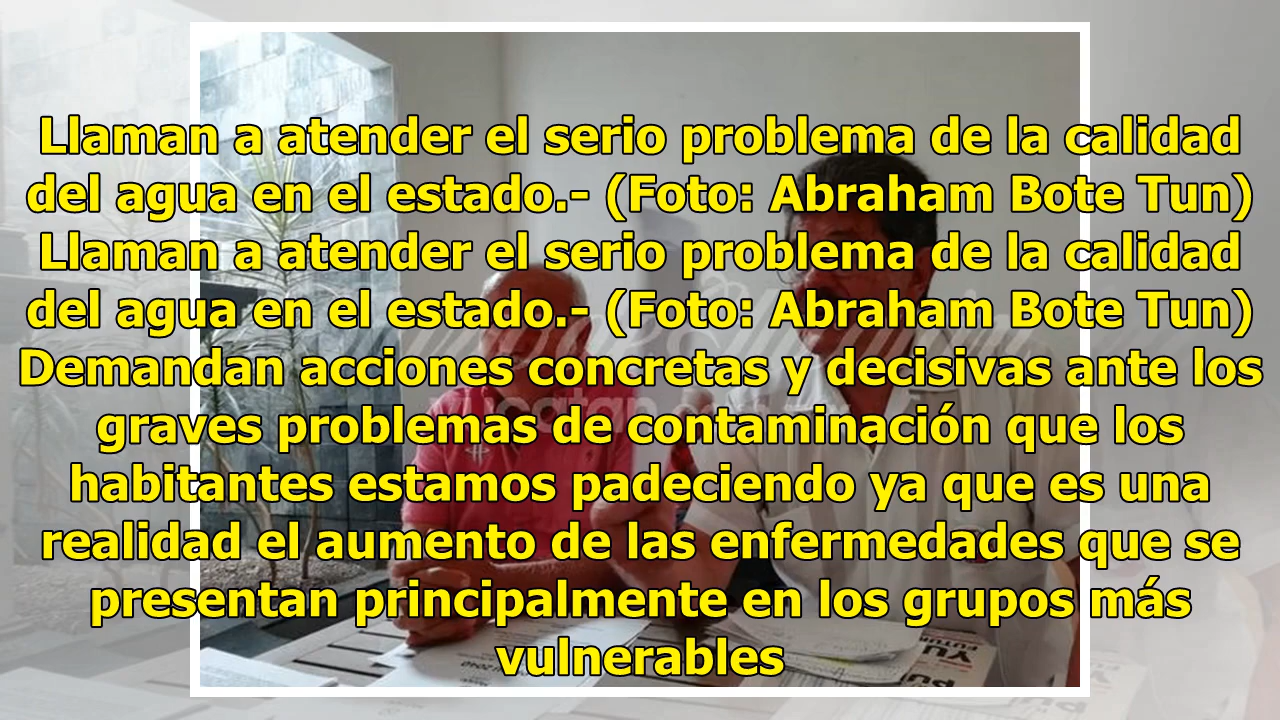 Llaman a atender el serio problema de la calidad
del agua en el estado.- (Foto: Abraham Bote Tun)
Llaman a atender el serio problema de la calidad
del agua en el estado.- (Foto: Abraham Bote Tun)
Demandan acciones concretas y decisivas ante los
graves problemas de contaminación que los
habitantes estamos padeciendo ya que es una
realidad el aumento de las enfermedades que se
presentan principalmente en los grupos más
vulnerables
YU
FUTUR